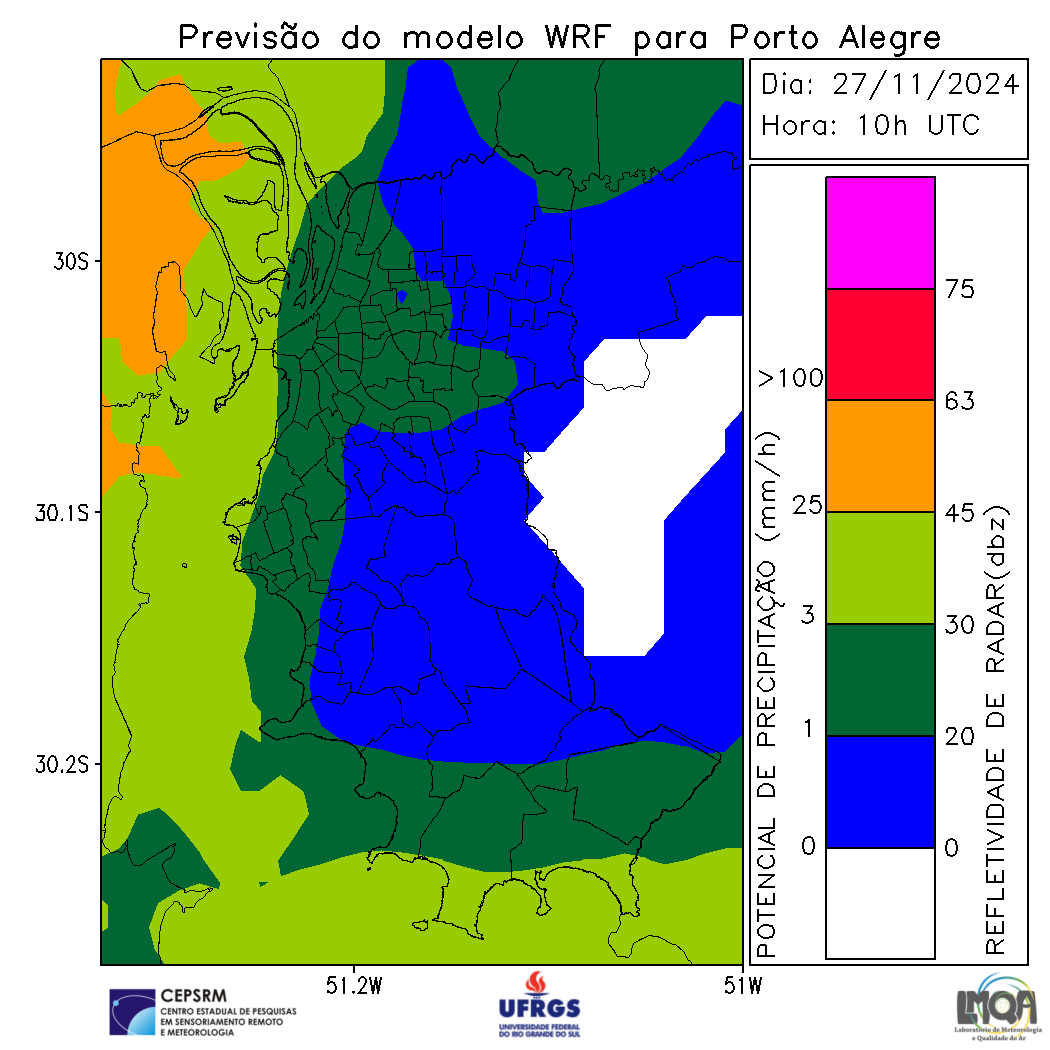 Previsão do modelo WRF para Porto Alegre
Dia: 27/11/2024
Hora: 10h UTC
30S
30.1S
30.2S
51.2W
51W
POTENCIAL DE PRECIPITAÇÃO (mm/h)
>100
25
3
1
0
75
63
45
30
20
0
REFLETIVIDADE DE RADAR(dbz)
CEPSRM
CENTRO ESTADUAL DE PESQUISAS
EM SENSORIAMENTO REMOTO
E METEOROLOGIA
UFRGS
UNIVERSIDADE FEDERAL
DO RIO GRANDE DO SUL
LMQA
Laboratório de Meteorologia
e Qualidade do Ar